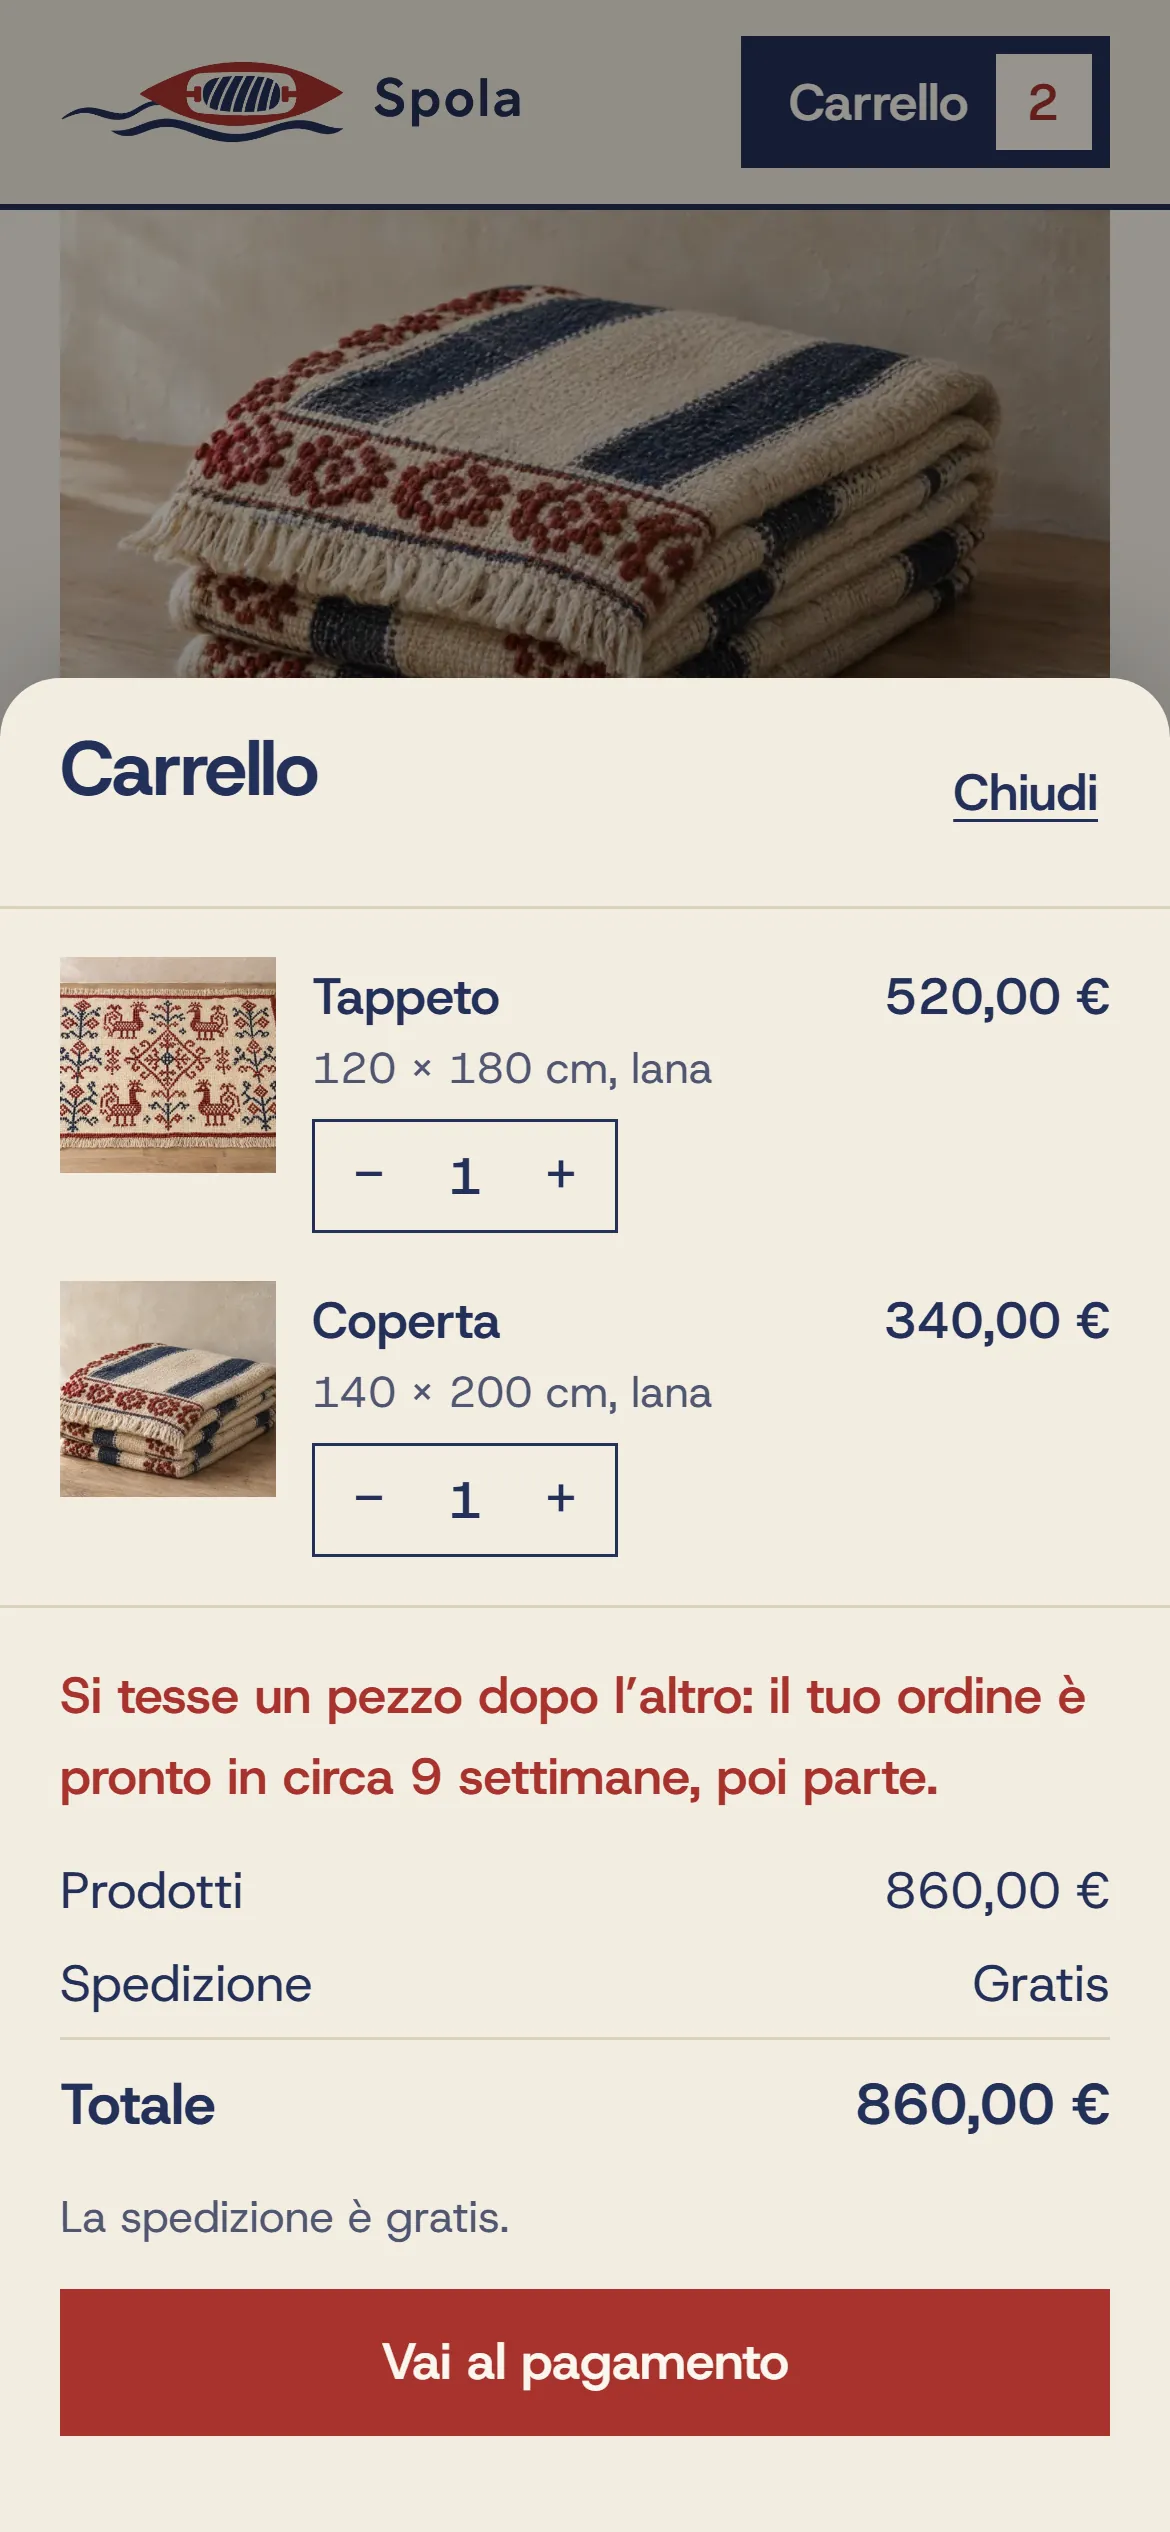 Spola
Carrello 2
Carrello
Chiudi
Tappeto 520,00 €
120 × 180 cm, lana
− 1 +
Coperta 340,00 €
140 × 200 cm, lana
− 1 +
Si tesse un pezzo dopo l’altro: il tuo ordine è
pronto in circa 9 settimane, poi parte.
Prodotti 860,00 €
Spedizione Gratis
Totale 860,00 €
La spedizione è gratis.
Vai al pagamento